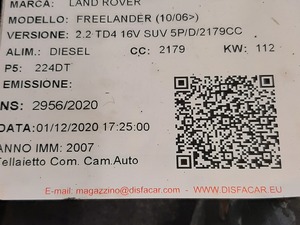 MARCA: LAND ROVER
MODELLO: FREELANDER (10/06>)
VERSIONE: 2.2 TD4 16V SUV 5P/D/2179CC
ALIM.: DIESEL CC: 2179 KW: 112
P5: 224DT
EMISSIONE:
NS: 2956/2020
DATA: 01/12/2020 17:25:00
ANNO IMM: 2007
Tellaietto Com. Cam.Auto
E-mail: magazzino@disfacar.eu - WWW.DISFACAR.EU